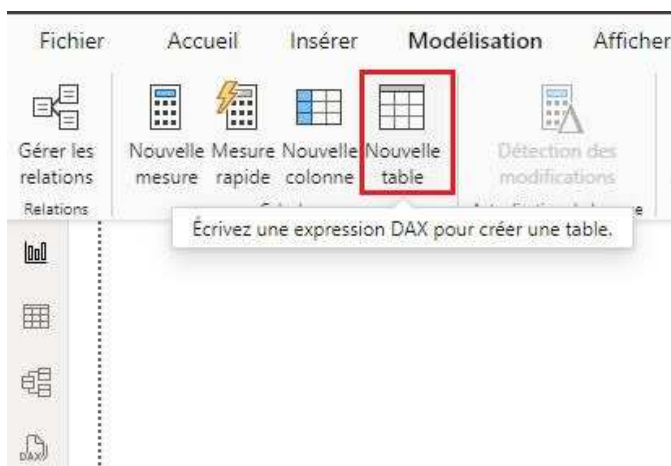 Fichier Accueil Insérer Modélisation Afficher
Gérer les Nouvelle Mesure Nouvelle Nouvelle Détection des
relations mesure rapide colonne table modifications
Relations
Écrivez une expression DAX pour créer une table.
DAX